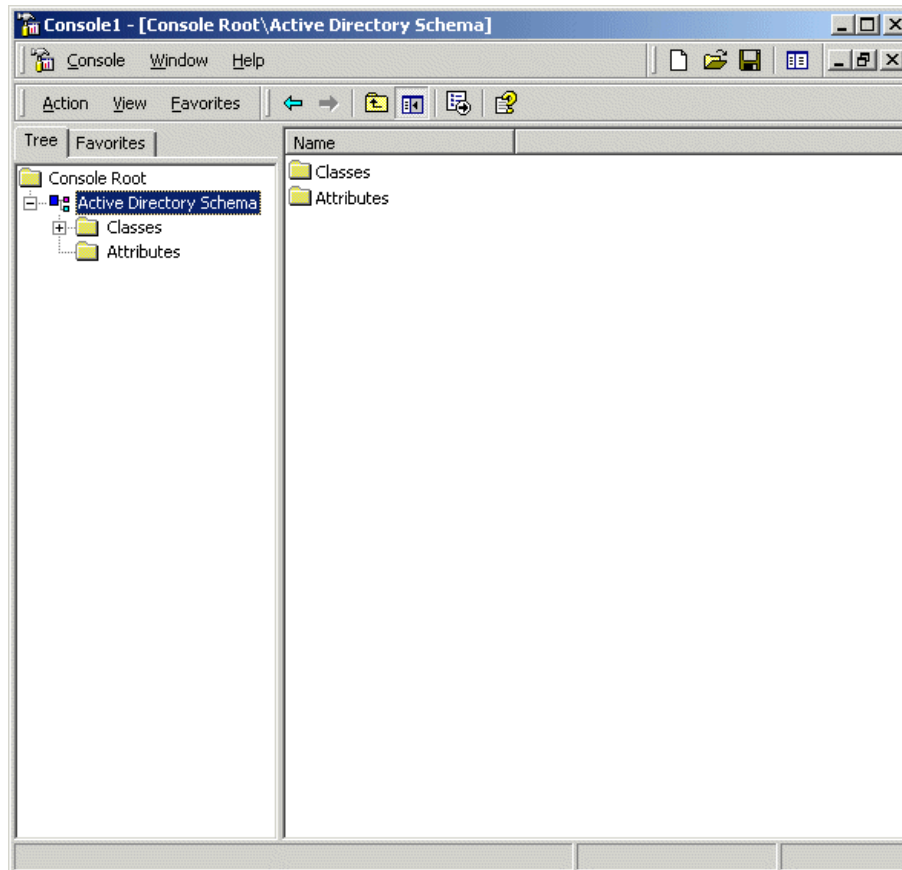 Console1 - [Console Root\Active Directory Schema]
Console Window Help
Action View Favorites
Tree Favorites
Name
Console Root
Active Directory Schema
Classes
Attributes
Classes
Attributes